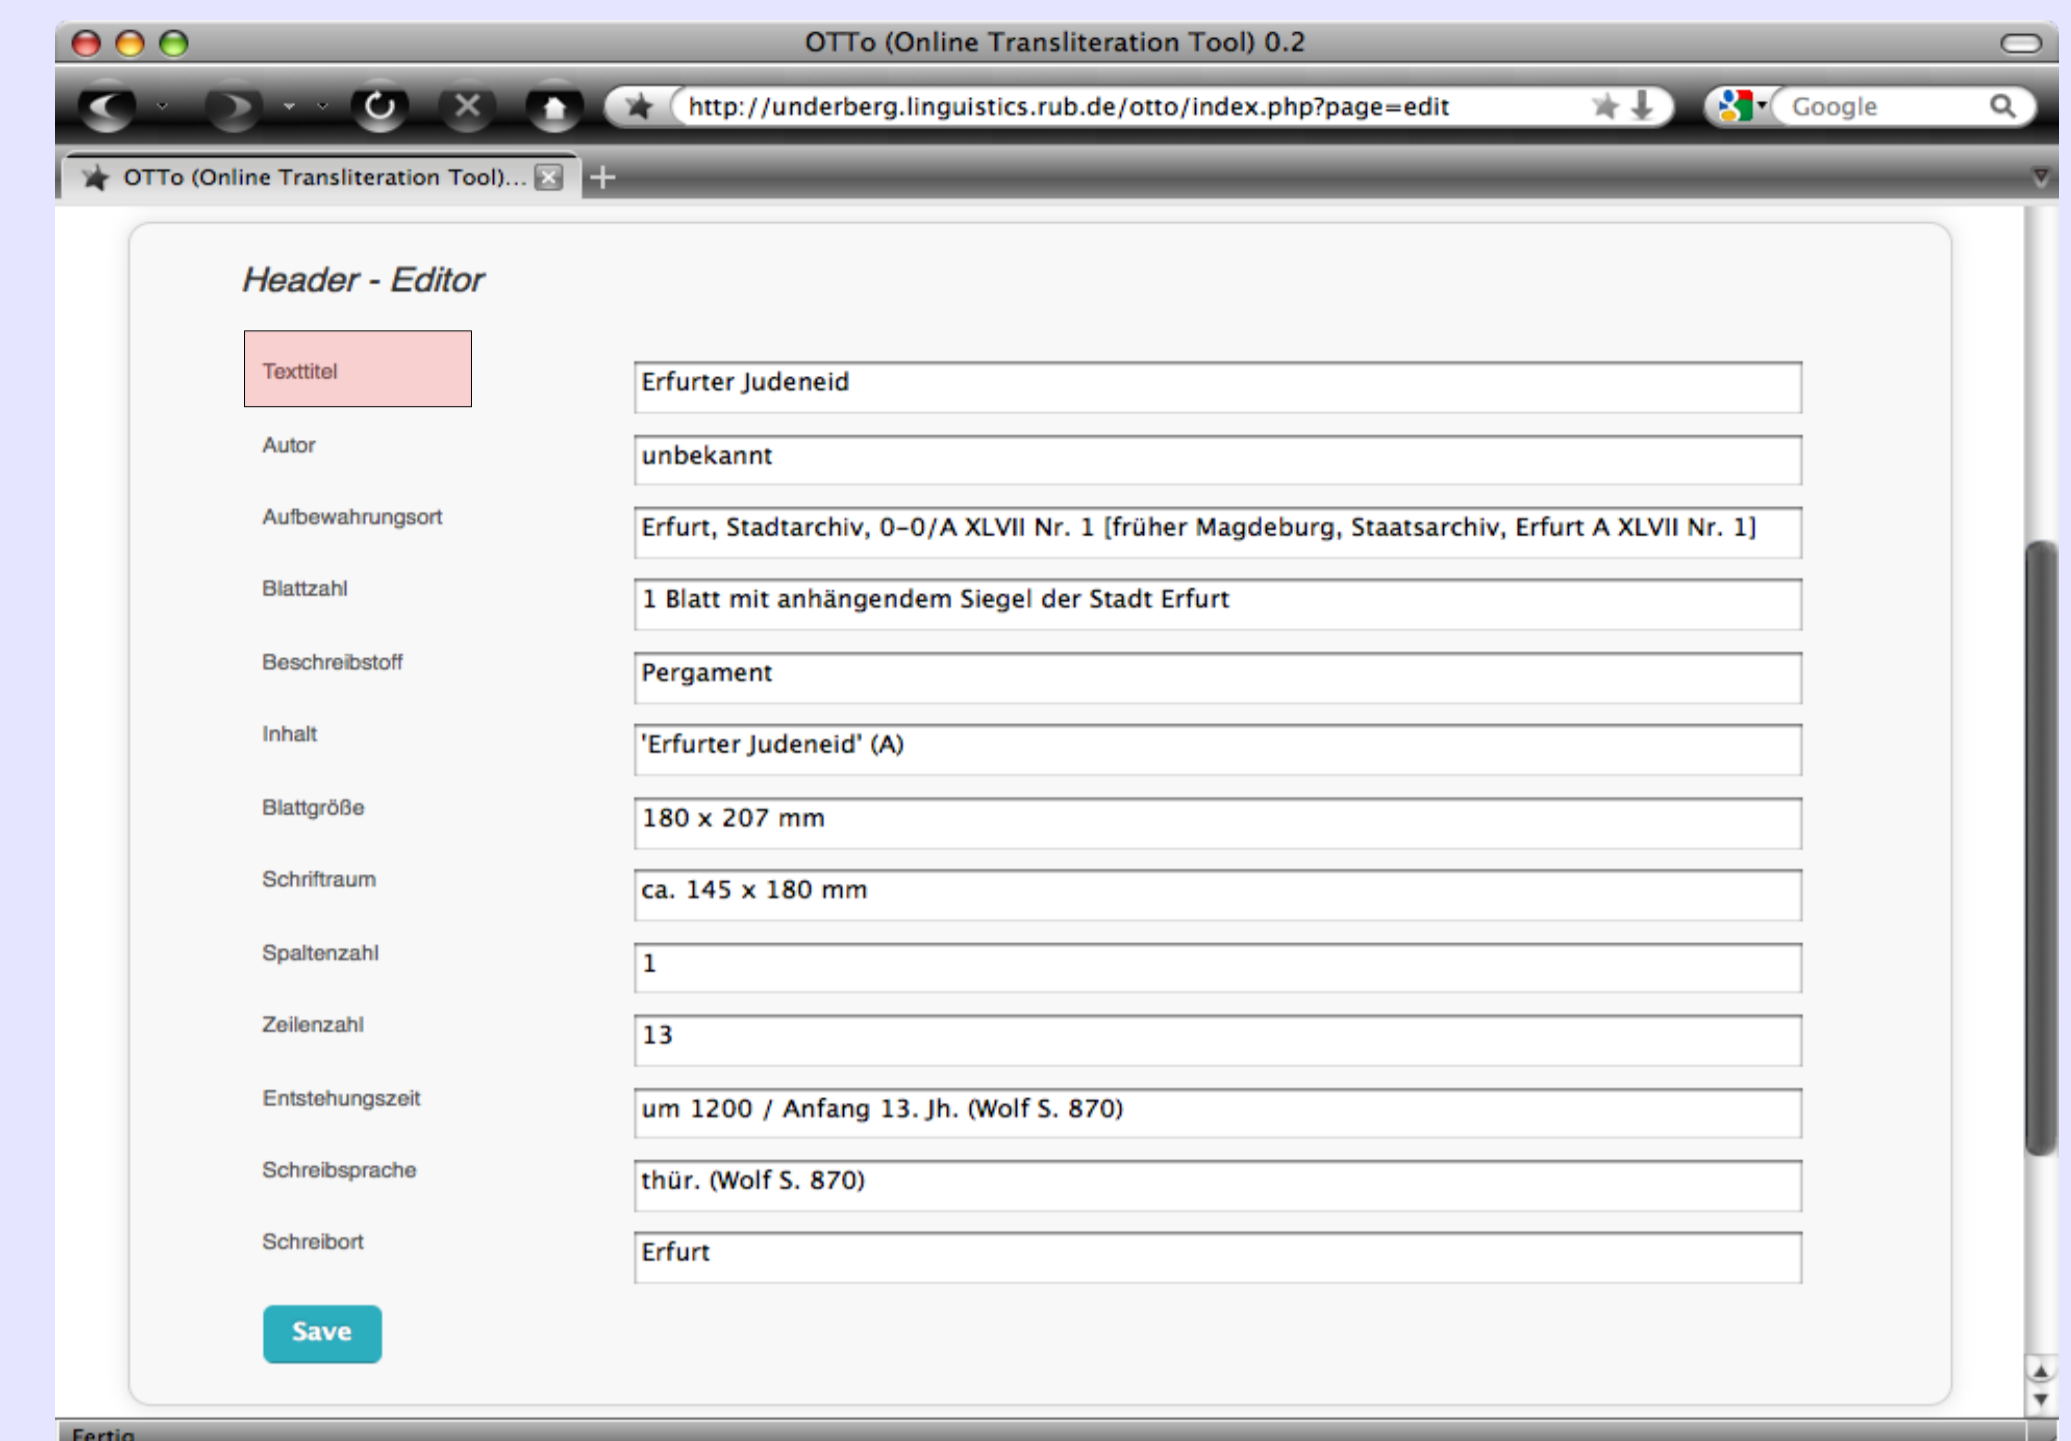 OTTo (Online Transliteration Tool) 0.2
http://underberg.linguistics.rub.de/otto/index.php?page=edit
Google
OTTo (Online Transliteration Tool)...
Header - Editor
Texttitel
Erfurter Judeneid
Autor
unbekannt
Aufbewahrungsort
Erfurt, Stadtarchiv, 0-0/A XLVII Nr. 1 [früher Magdeburg, Staatsarchiv, Erfurt A XLVII Nr. 1]
Blattzahl
1 Blatt mit anhängendem Siegel der Stadt Erfurt
Beschreibstoff
Pergament
Inhalt
'Erfurter Judeneid' (A)
Blattgröße
180 x 207 mm
Schriftraum
ca. 145 x 180 mm
Spaltenzahl
1
Zeilenzahl
13
Entstehungszeit
um 1200 / Anfang 13. Jh. (Wolf S. 870)
Schreibsprache
thür. (Wolf S. 870)
Schreibort
Erfurt
Save
Fertig